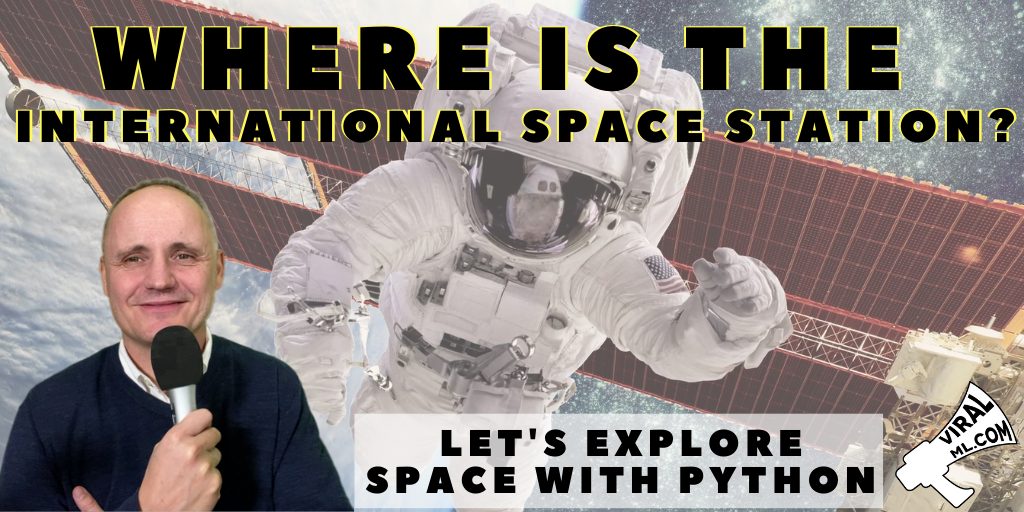 WHERE IS THE
INTERNATIONAL SPACE STATION?
LET'S EXPLORE
SPACE WITH PYTHON
VIRAL
ML.COM